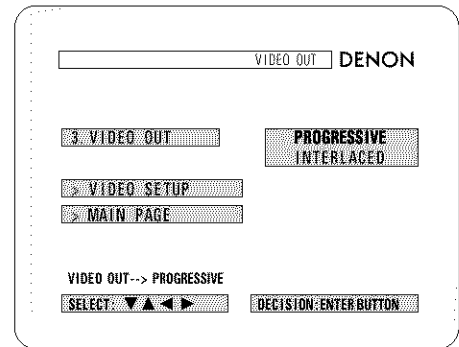 VIDEO OUT DENON
3. VIDEO OUT
PROGRESSIVE
INTERLACED
> VIDEO SETUP
> MAIN PAGE
VIDEO OUT--> PROGRESSIVE
SELECT: ▼▲◄► DECISION:ENTER BUTTON